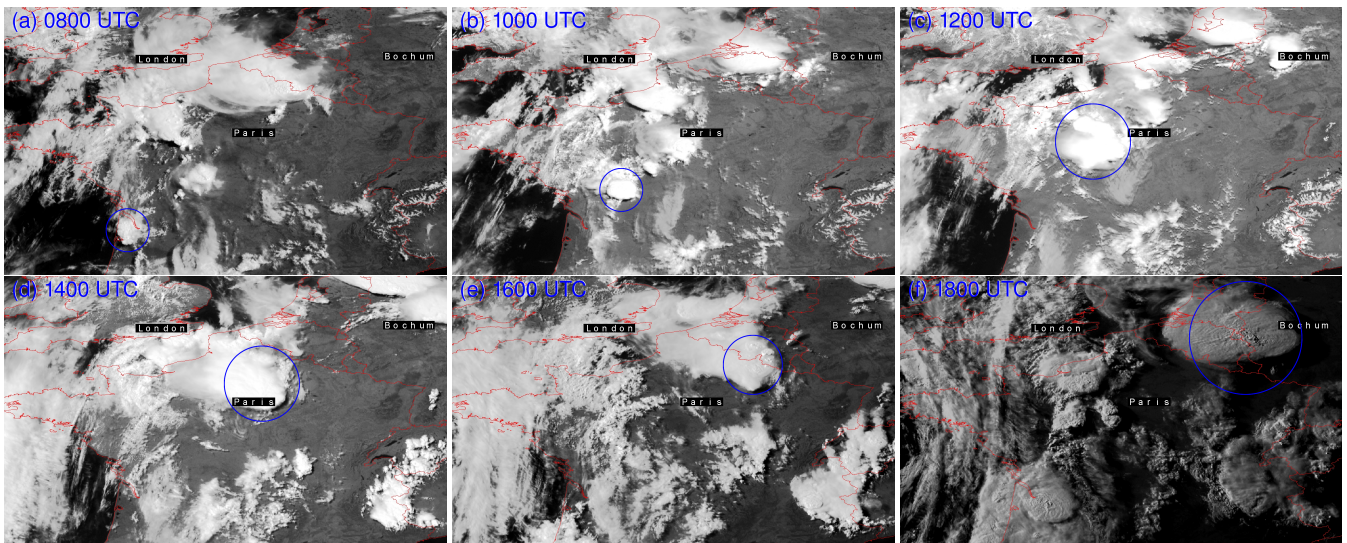 (a) 0800 UTC
London
Bochum
Paris
(b) 1000 UTC
London
Bochum
Paris
(c) 1200 UTC
London
Bochum
Paris
(d) 1400 UTC
London
Bochum
Paris
(e) 1600 UTC
London
Bochum
Paris
(f) 1800 UTC
London
Bochum
Paris